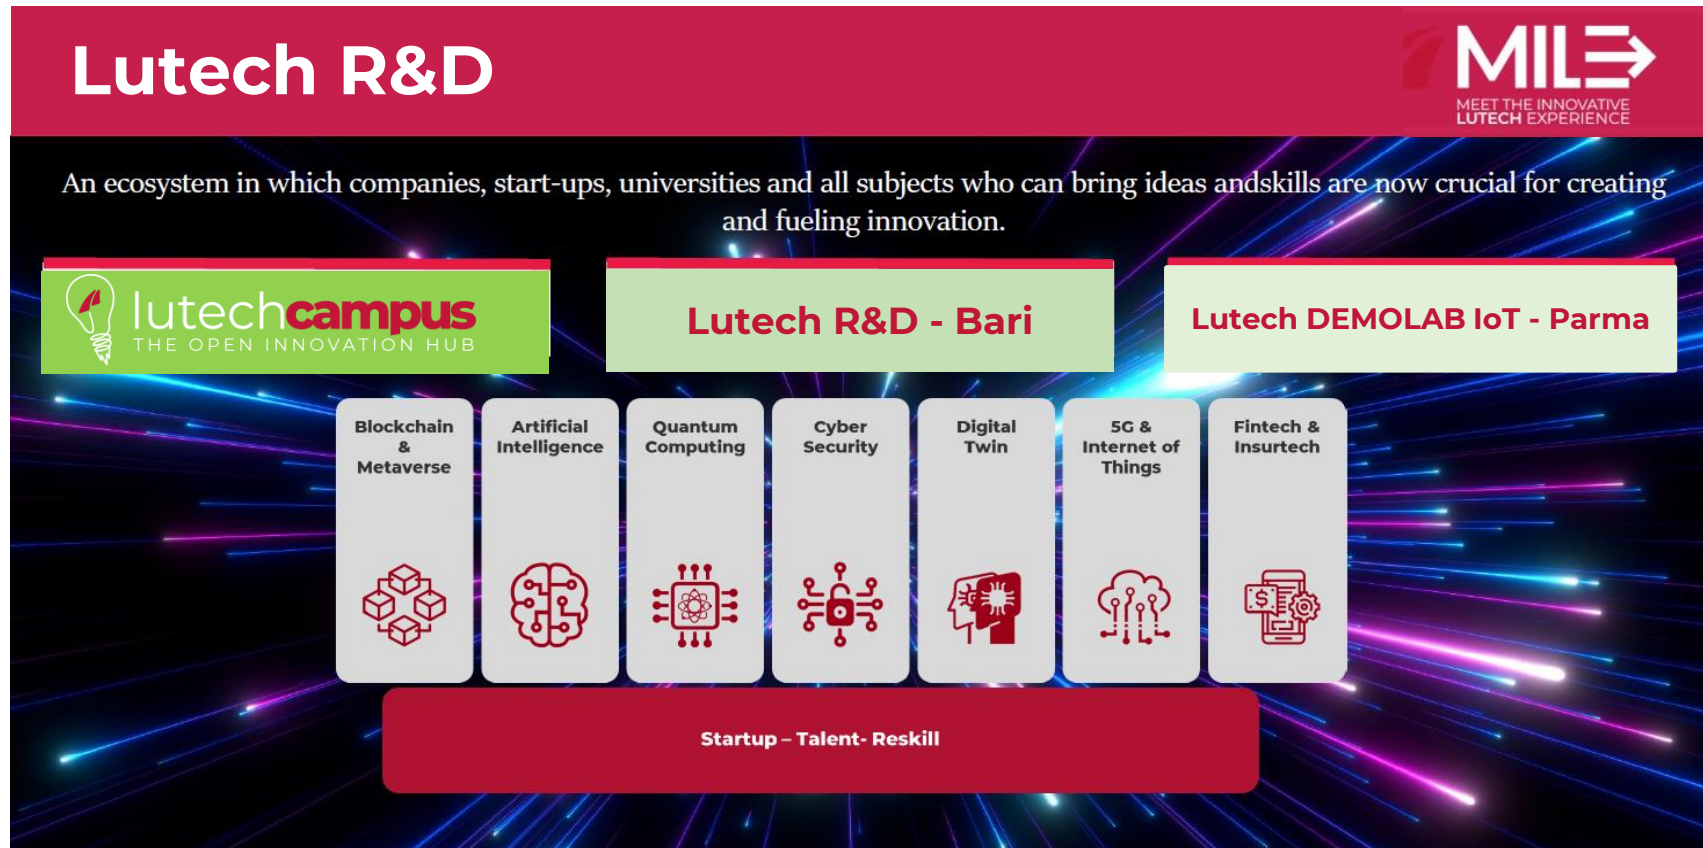 Lutech R&D
MILE
MEET THE INNOVATIVE
LUTECH EXPERIENCE
An ecosystem in which companies, start-ups, universities and all subjects who can bring ideas andskills are now crucial for creating
and fueling innovation.
lutechcampus
THE OPEN INNOVATION HUB
Lutech R&D - Bari
Lutech DEMOLAB IoT - Parma
Blockchain
&
Metaverse
Artificial
Intelligence
Quantum
Computing
Cyber
Security
Digital
Twin
5G &
Internet of
Things
Fintech &
Insurtech
$
Startup – Talent- Reskill